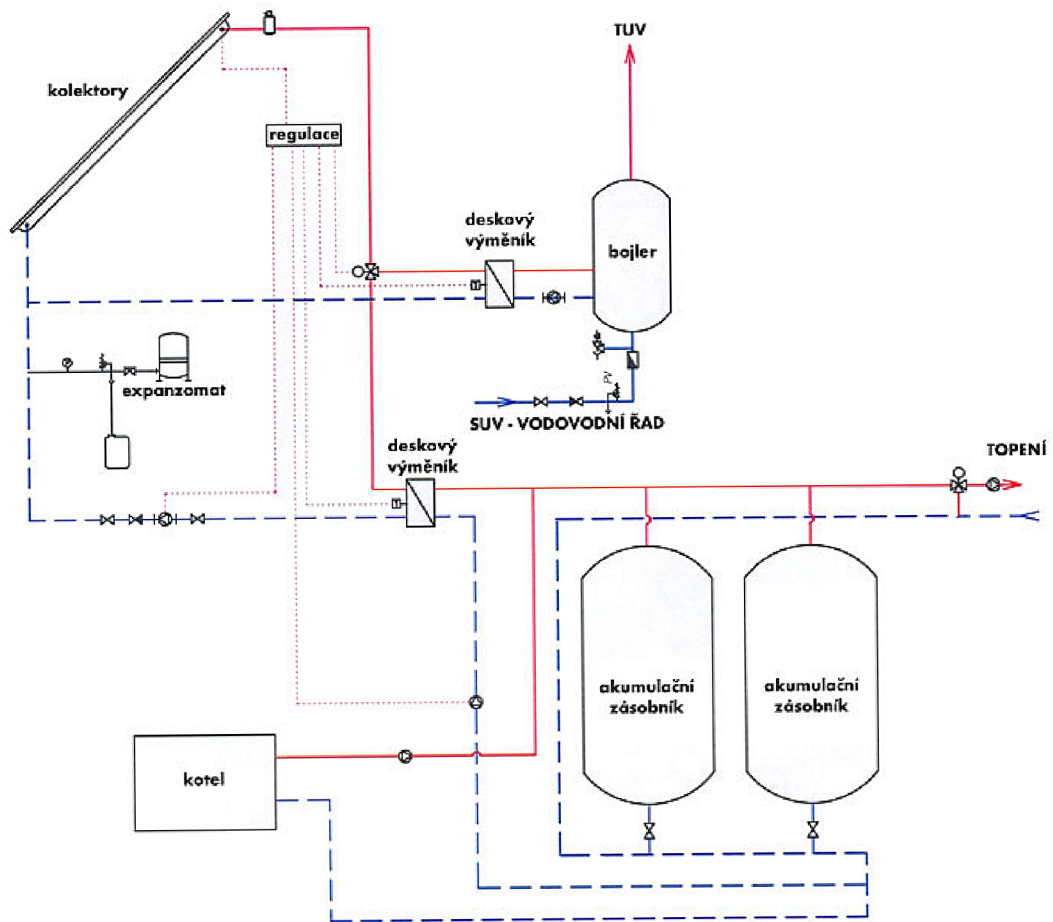 TUV
kolektory
regulace
deskový
výměník
bojler
expanzomat
PV
SUV - VODOVODNÍ ŘAD
deskový
výměník
TOPENÍ
akumulační
zásobník
akumulační
zásobník
kotel